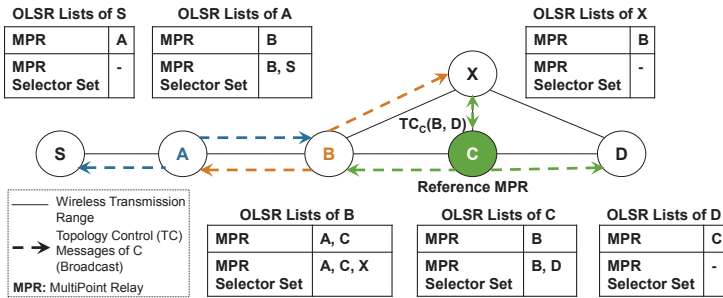 OLSR Lists of S
MPR A
MPR Selector Set -
OLSR Lists of A
MPR B
MPR Selector Set B, S
OLSR Lists of X
MPR B
MPR Selector Set -
X
TCC(B, D)
S
A
B
C
D
Reference MPR
Wireless Transmission
Range
Topology Control (TC)
Messages of C
(Broadcast)
MPR: MultiPoint Relay
OLSR Lists of B
MPR A, C
MPR Selector Set A, C, X
OLSR Lists of C
MPR B
MPR Selector Set B, D
OLSR Lists of D
MPR C
MPR Selector Set -